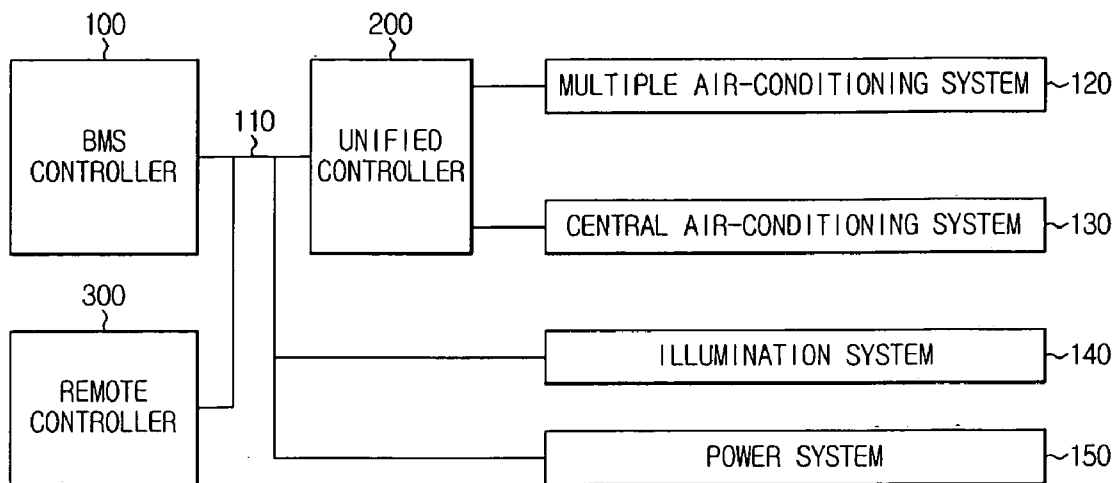 100
200
BMS
CONTROLLER
110
UNIFIED
CONTROLLER
MULTIPLE AIR-CONDITIONING SYSTEM
120
CENTRAL AIR-CONDITIONING SYSTEM
130
300
REMOTE
CONTROLLER
ILLUMINATION SYSTEM
140
POWER SYSTEM
150